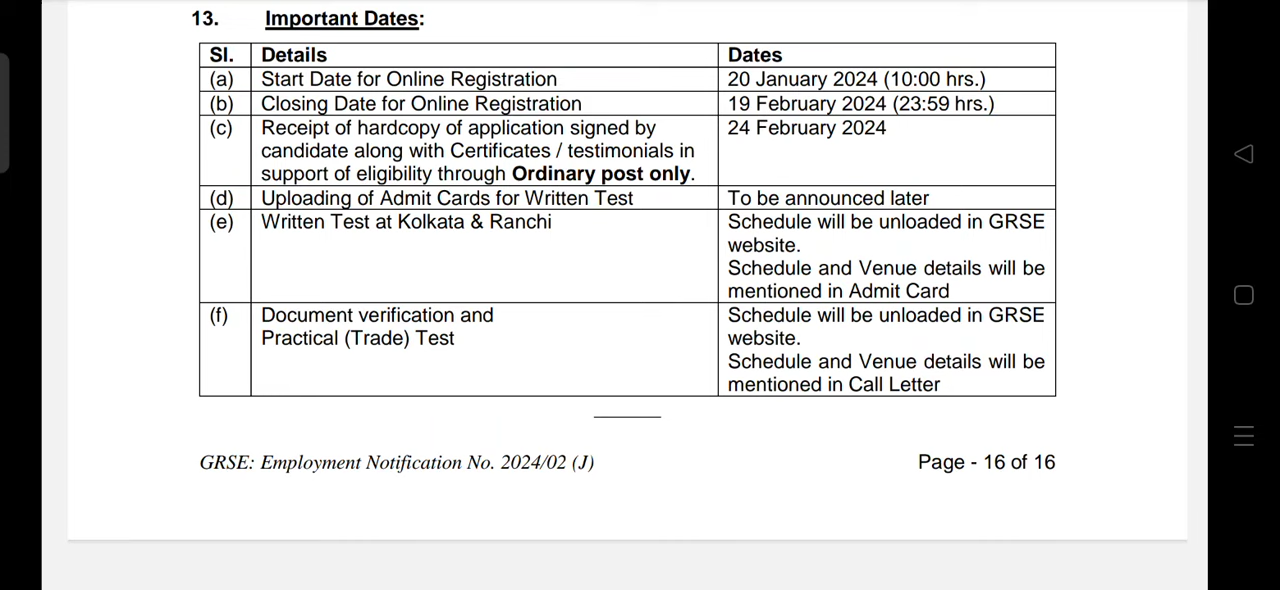 13. Important Dates:
Sl. Details Dates
(a) Start Date for Online Registration 20 January 2024 (10:00 hrs.)
(b) Closing Date for Online Registration 19 February 2024 (23:59 hrs.)
(c) Receipt of hardcopy of application signed by 24 February 2024
candidate along with Certificates / testimonials in
support of eligibility through Ordinary post only.
(d) Uploading of Admit Cards for Written Test To be announced later
(e) Written Test at Kolkata & Ranchi Schedule will be unloaded in GRSE
website.
Schedule and Venue details will be
mentioned in Admit Card
(f) Document verification and Schedule will be unloaded in GRSE
Practical (Trade) Test website.
Schedule and Venue details will be
mentioned in Call Letter
GRSE: Employment Notification No. 2024/02 (J) Page - 16 of 16